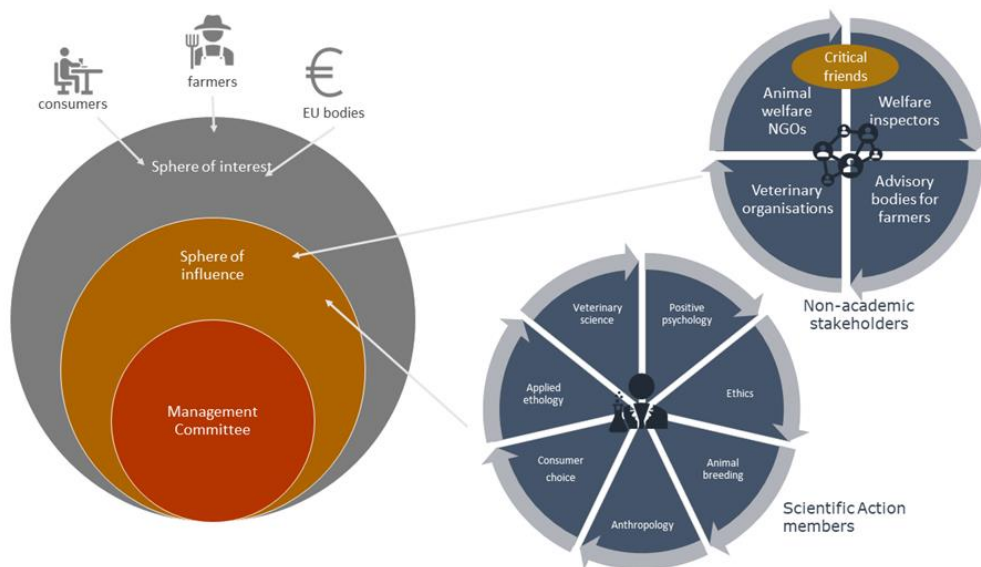 consumers
farmers
EU bodies
Sphere of interest
Sphere of
influence
Management
Committee
Critical
friends
Animal
welfare
NGOs
Welfare
inspectors
Veterinary
organisations
Advisory
bodies for
farmers
Non-academic
stakeholders
Veterinary
science
Positive
psychology
Applied
ethology
Ethics
Consumer
choice
Animal
breeding
Anthropology
Scientific Action
members